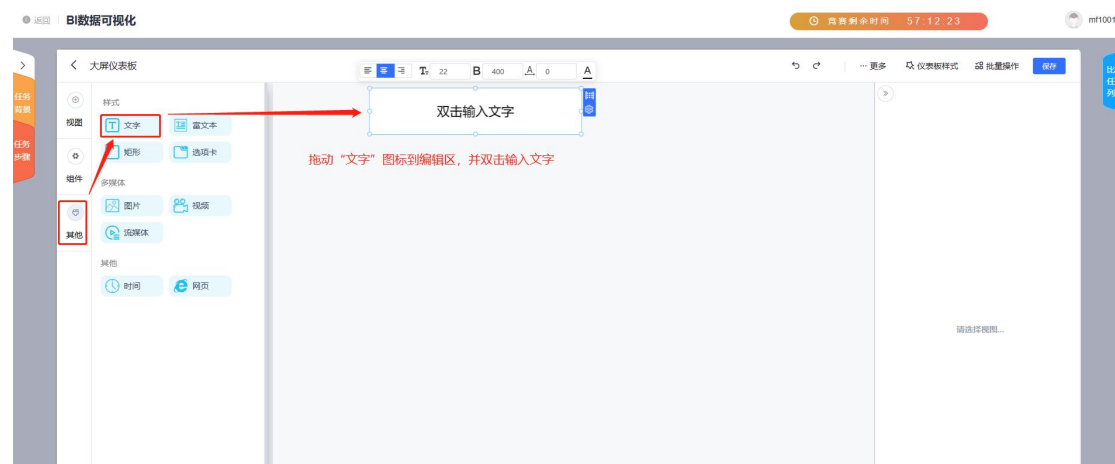 返回 BI数据可视化 竞赛剩余时间 57:12:23 mf1001
大屏仪表板 22 B 400 A 0 A 更多 仪表板样式 批量操作 保存
任务
背景
任务
步骤
视图
组件
其他
样式
T 文字 富文本
矩形 选项卡
多媒体
图片 视频
流媒体
其他
时间 网页
双击输入文字
拖动“文字”图标到编辑区，并双击输入文字
请选择视图...
比
任
列